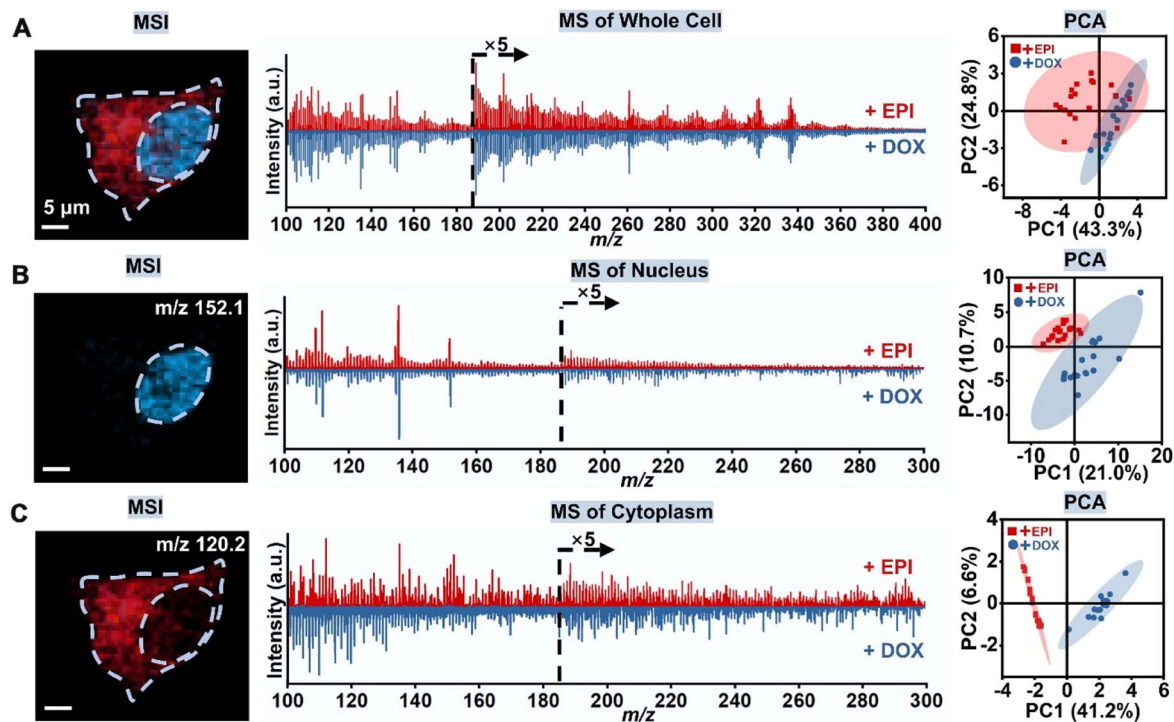 A
MSI
MS of Whole Cell
PCA
5 μm
Intensity (a.u.)
×5
+ EPI
+ DOX
100 120 140 160 180 200 220 240 260 280 300 320 340 360 380 400
m/z
PC2 (24.8%)
+EPI
+DOX
6
3
0
-3
-6
-8 -4 0 4
PC1 (43.3%)
B
MSI
MS of Nucleus
PCA
m/z 152.1
Intensity (a.u.)
×5
+ EPI
+ DOX
100 120 140 160 180 200 220 240 260 280 300
m/z
PC2 (10.7%)
+EPI
+DOX
10
5
0
-5
-10
-10 0 10 20
PC1 (21.0%)
C
MSI
MS of Cytoplasm
PCA
m/z 120.2
Intensity (a.u.)
×5
+ EPI
+ DOX
100 120 140 160 180 200 220 240 260 280 300
m/z
PC2 (6.6%)
+EPI
+DOX
4
2
0
-2
-4 -2 0 2 4 6
PC1 (41.2%)